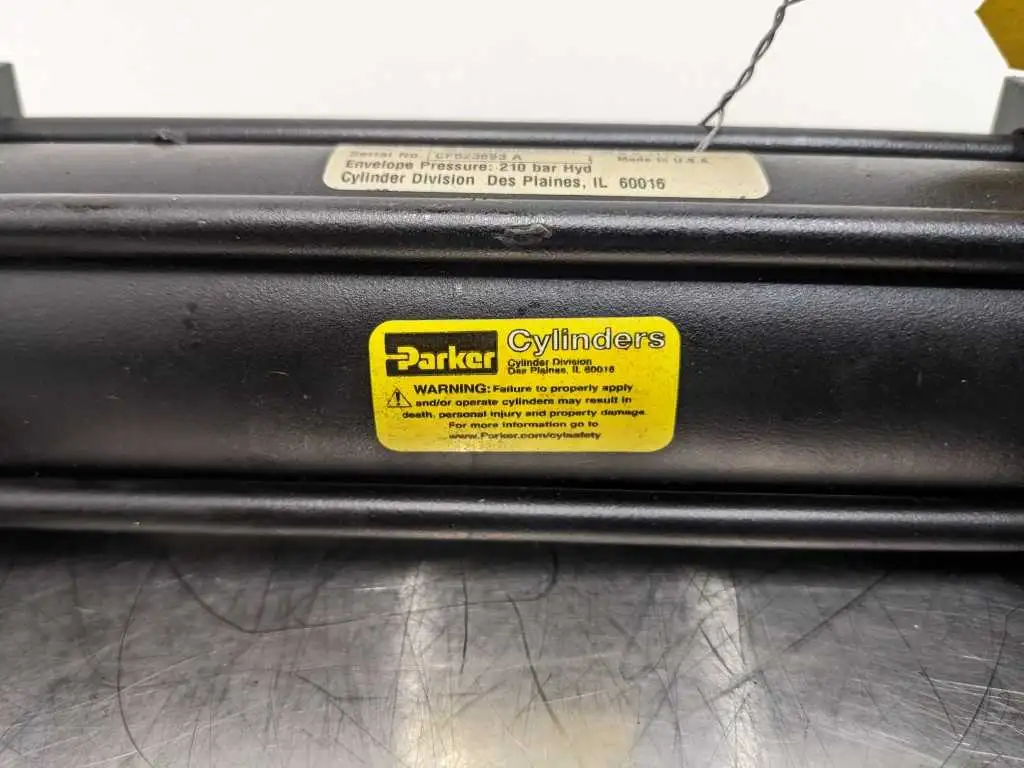 Serial No. CF523693 A Made in U.S.A.
Envelope Pressure: 210 bar Hyd
Cylinder Division Des Plaines, IL 60016
Parker Cylinders
Cylinder Division
Des Plaines, IL 60016
WARNING: Failure to properly apply
and/or operate cylinders may result in
death, personal injury and property damage.
For more information go to
www.Parker.com/cylsafety